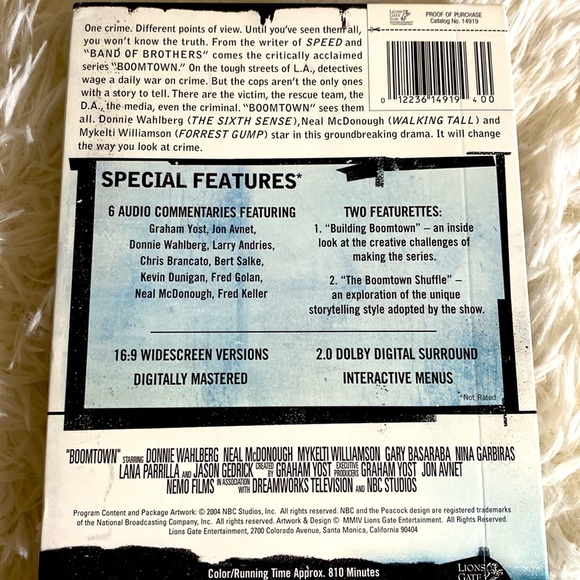 One crime. Different points of view. Until you've seen them all,
you won't know the truth. From the writer of SPEED and
"BAND OF BROTHERS" comes the critically acclaimed
series "BOOMTOWN." On the tough streets of L.A., detectives
wage a daily war on crime. But the cops aren't the only ones
with a story to tell. There are the victim, the rescue team, the
D.A., the media, even the criminal. "BOOMTOWN" sees them
all. Donnie Wahlberg (THE SIXTH SENSE), Neal McDonough (WALKING TALL) and
Mykelti Williamson (FORREST GUMP) star in this groundbreaking drama. It will change
the way you look at crime.
LIONS
GATE
PROOF OF PURCHASE
Catalog No. 14919
0 12236 14919 4 00
SPECIAL FEATURES*
6 AUDIO COMMENTARIES FEATURING
Graham Yost, Jon Avnet,
Donnie Wahlberg, Larry Andries,
Chris Brancato, Bert Salke,
Kevin Dunigan, Fred Golan,
Neal McDonough, Fred Keller
TWO FEATURETTES:
1. "Building Boomtown" – an inside
look at the creative challenges of
making the series.
2. "The Boomtown Shuffle" –
an exploration of the unique
storytelling style adopted by the show.
16:9 WIDESCREEN VERSIONS
DIGITALLY MASTERED
2.0 DOLBY DIGITAL SURROUND
INTERACTIVE MENUS
*Not Rated
"BOOMTOWN" STARRING DONNIE WAHLBERG NEAL McDONOUGH MYKELTI WILLIAMSON GARY BASARABA NINA GARBIRAS
LANA PARRILLA AND JASON GEDRICK CREATED BY GRAHAM YOST EXECUTIVE PRODUCERS GRAHAM YOST JON AVNET
NEMO FILMS IN ASSOCIATION WITH DREAMWORKS TELEVISION AND NBC STUDIOS
Program Content and Package Artwork: © 2004 NBC Studios, Inc. All rights reserved. NBC and the Peacock design are registered trademarks
of the National Broadcasting Company, Inc. All rights reserved. Artwork & Design © MMIV Lions Gate Entertainment. All Rights Reserved.
Lions Gate Entertainment, 2700 Colorado Avenue, Santa Monica, California 90404
Color/Running Time Approx. 810 Minutes
LIONS
GATE